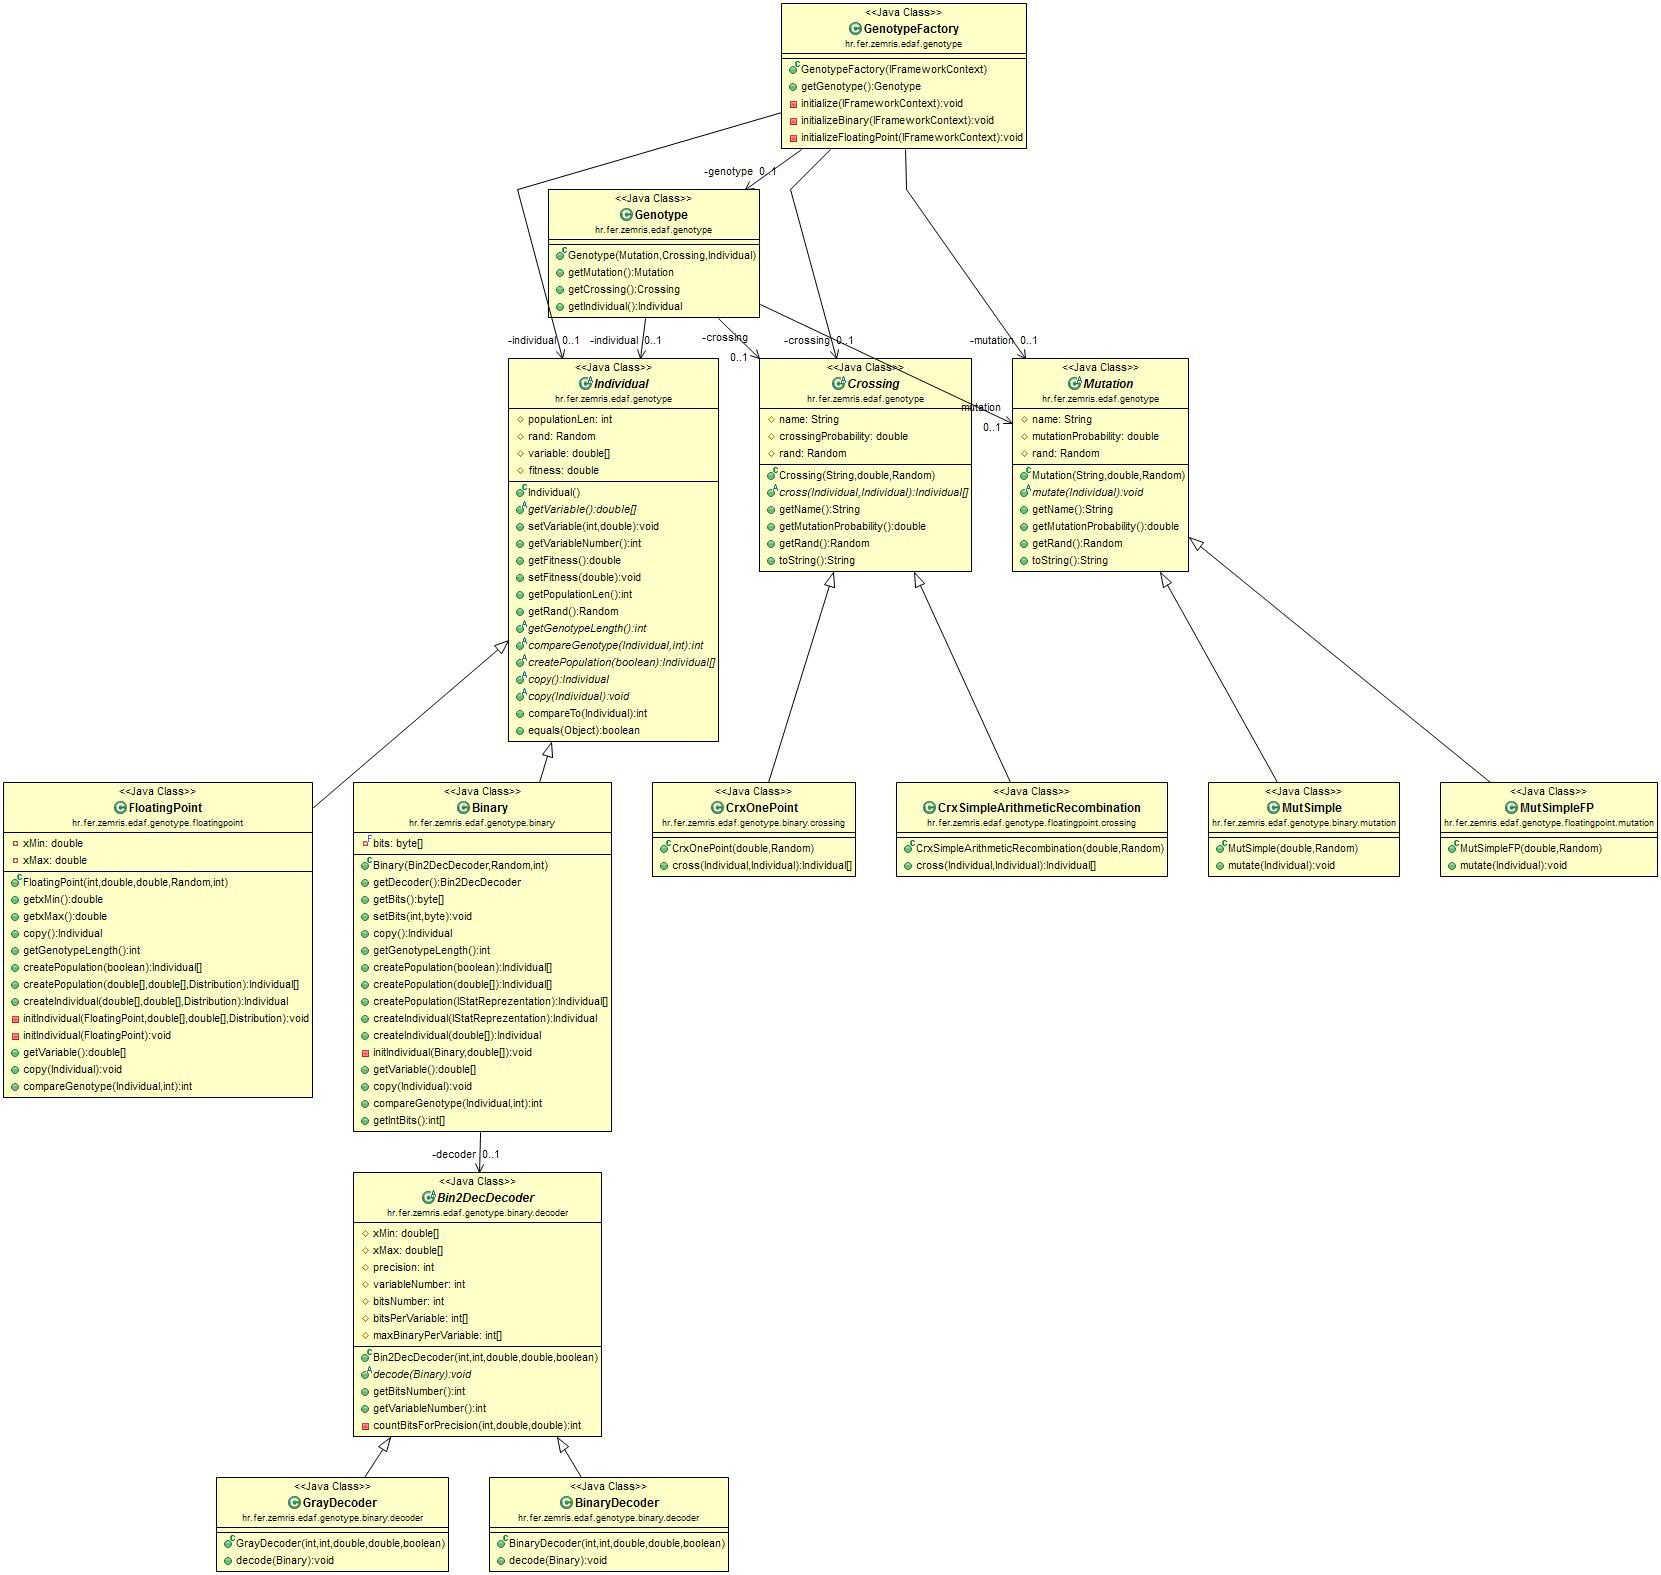 <<Java Class>>
GenotypeFactory
hr.fer.zemris.edaf.genotype
GenotypeFactory(IFrameworkContext)
getGenotype():Genotype
initialize(IFrameworkContext):void
initializeBinary(IFrameworkContext):void
initializeFloatingPoint(IFrameworkContext):void
-genotype 0..1
<<Java Class>>
Genotype
hr.fer.zemris.edaf.genotype
Genotype(Mutation,Crossing,Individual)
getMutation():Mutation
getCrossing():Crossing
getIndividual():Individual
-individual 0..1
-individual 0..1
-crossing
0..1
-crossing 0..1
-mutation 0..1
-mutation
0..1
<<Java Class>>
Individual
hr.fer.zemris.edaf.genotype
populationLen: int
rand: Random
variable: double[]
fitness: double
Individual()
getVariable():double[]
setVariable(int,double):void
getVariableNumber():int
getFitness():double
setFitness(double):void
getPopulationLen():int
getRand():Random
getGenotypeLength():int
compareGenotype(Individual,int):int
createPopulation(boolean):Individual[]
copy():Individual
copy(Individual):void
compareTo(Individual):int
equals(Object):boolean
<<Java Class>>
Crossing
hr.fer.zemris.edaf.genotype
name: String
crossingProbability: double
rand: Random
Crossing(String,double,Random)
cross(Individual,Individual):Individual[]
getName():String
getMutationProbability():double
getRand():Random
toString():String
<<Java Class>>
Mutation
hr.fer.zemris.edaf.genotype
name: String
mutationProbability: double
rand: Random
Mutation(String,double,Random)
mutate(Individual):void
getName():String
getMutationProbability():double
getRand():Random
toString():String
<<Java Class>>
FloatingPoint
hr.fer.zemris.edaf.genotype.floatingpoint
xMin: double
xMax: double
FloatingPoint(int,double,double,Random,int)
getxMin():double
getxMax():double
copy():Individual
getGenotypeLength():int
createPopulation(boolean):Individual[]
createPopulation(double[],double[],Distribution):Individual[]
createIndividual(double[],double[],Distribution):Individual
initIndividual(FloatingPoint,double[],double[],Distribution):void
initIndividual(FloatingPoint):void
getVariable():double[]
copy(Individual):void
compareGenotype(Individual,int):int
<<Java Class>>
Binary
hr.fer.zemris.edaf.genotype.binary
bits: byte[]
Binary(Bin2DecDecoder,Random,int)
getDecoder():Bin2DecDecoder
getBits():byte[]
setBits(int,byte):void
copy():Individual
getGenotypeLength():int
createPopulation(boolean):Individual[]
createPopulation(double[]):Individual[]
createPopulation(IStatReprezentation):Individual[]
createIndividual(IStatReprezentation):Individual
createIndividual(double[]):Individual
initIndividual(Binary,double[]):void
getVariable():double[]
copy(Individual):void
compareGenotype(Individual,int):int
getIntBits():int[]
<<Java Class>>
CrxOnePoint
hr.fer.zemris.edaf.genotype.binary.crossing
CrxOnePoint(double,Random)
cross(Individual,Individual):Individual[]
<<Java Class>>
CrxSimpleArithmeticRecombination
hr.fer.zemris.edaf.genotype.floatingpoint.crossing
CrxSimpleArithmeticRecombination(double,Random)
cross(Individual,Individual):Individual[]
<<Java Class>>
MutSimple
hr.fer.zemris.edaf.genotype.binary.mutation
MutSimple(double,Random)
mutate(Individual):void
<<Java Class>>
MutSimpleFP
hr.fer.zemris.edaf.genotype.floatingpoint.mutation
MutSimpleFP(double,Random)
mutate(Individual):void
-decoder 0..1
<<Java Class>>
Bin2DecDecoder
hr.fer.zemris.edaf.genotype.binary.decoder
xMin: double[]
xMax: double[]
precision: int
variableNumber: int
bitsNumber: int
bitsPerVariable: int[]
maxBinaryPerVariable: int[]
Bin2DecDecoder(int,int,double,double,boolean)
decode(Binary):void
getBitsNumber():int
getVariableNumber():int
countBitsForPrecision(int,double,double):int
<<Java Class>>
GrayDecoder
hr.fer.zemris.edaf.genotype.binary.decoder
GrayDecoder(int,int,double,double,boolean)
decode(Binary):void
<<Java Class>>
BinaryDecoder
hr.fer.zemris.edaf.genotype.binary.decoder
BinaryDecoder(int,int,double,double,boolean)
decode(Binary):void